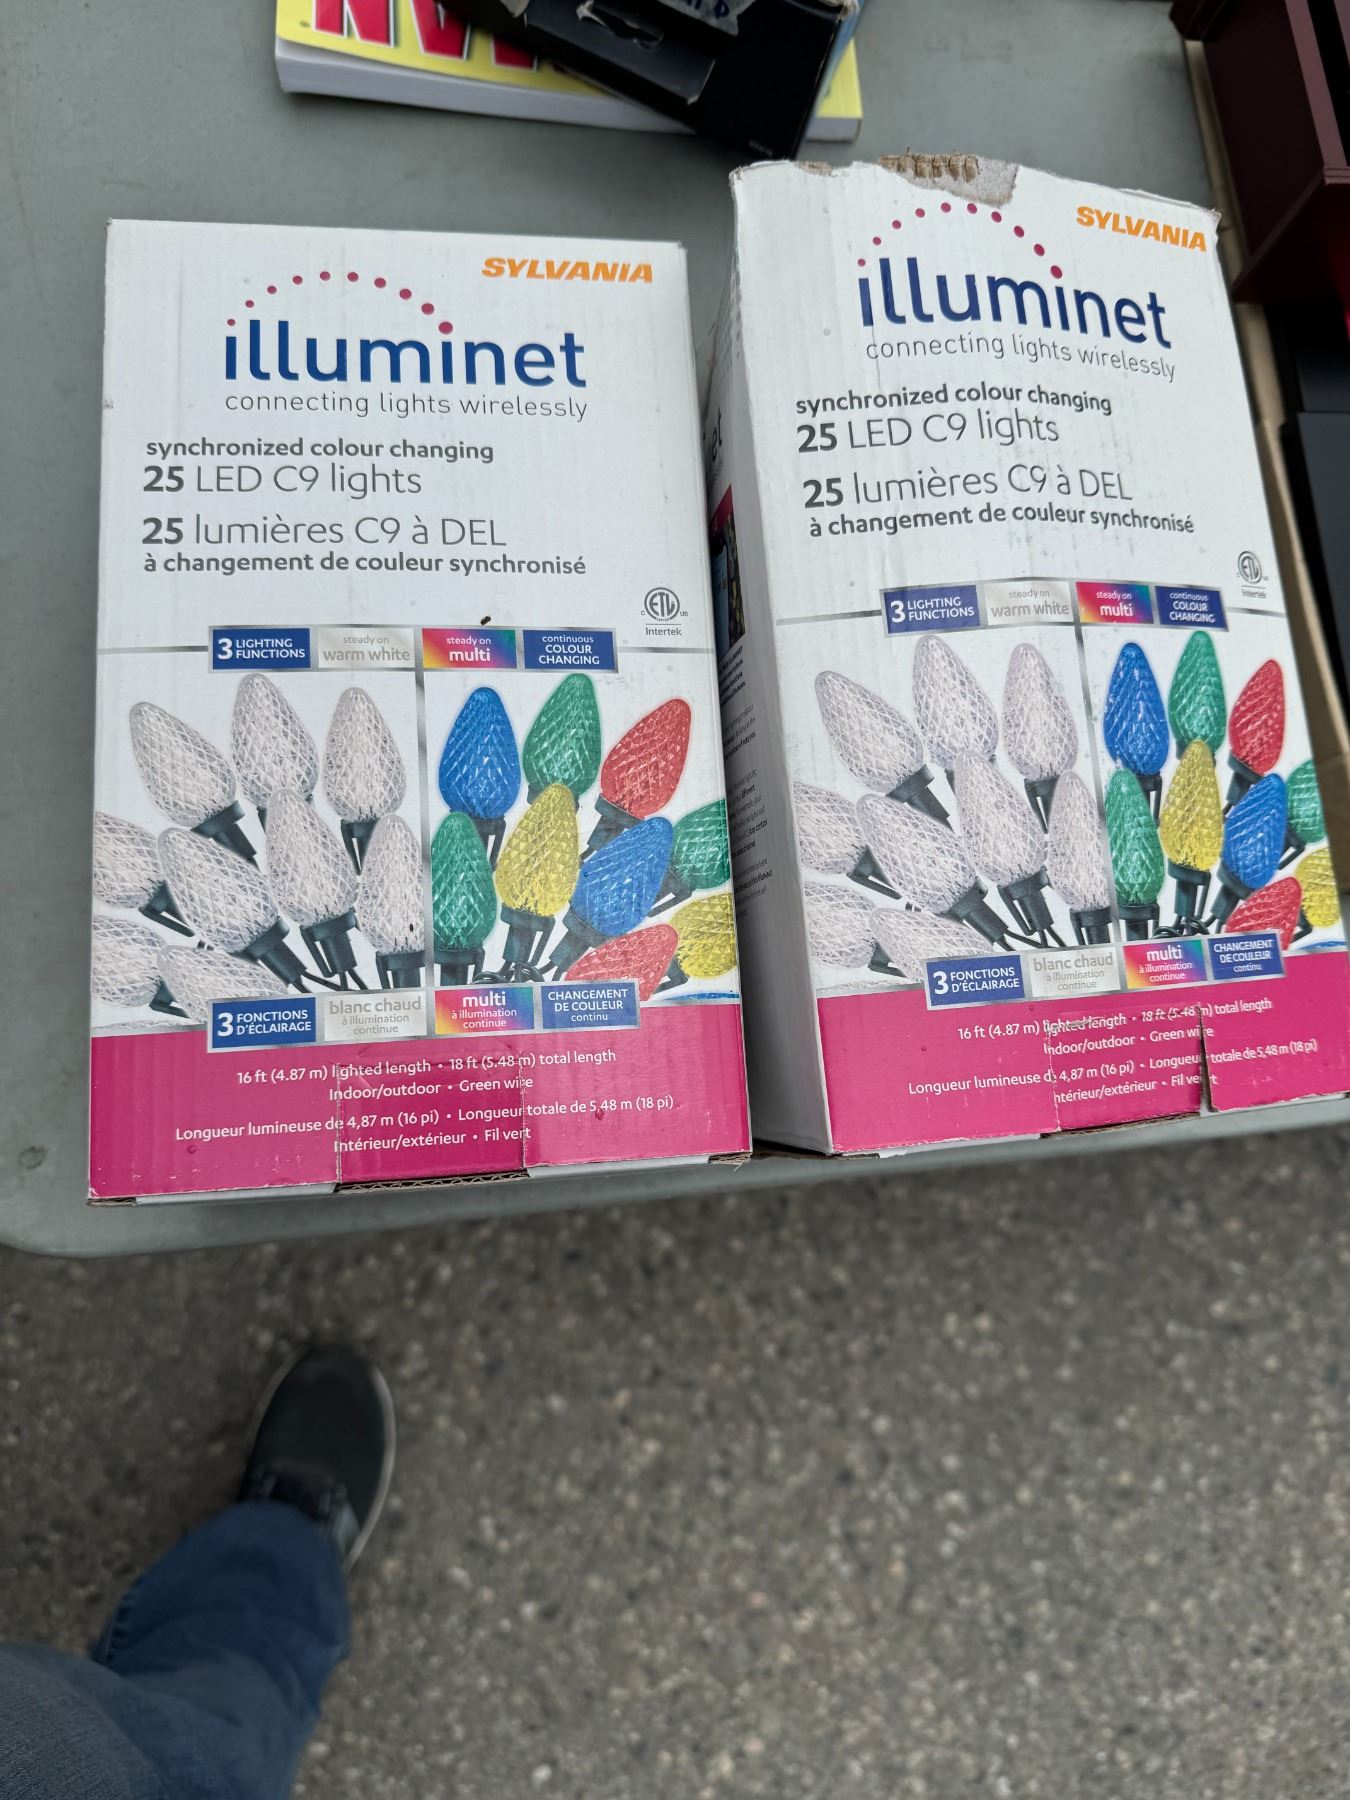 SYLVANIA
illuminet
connecting lights wirelessly
synchronized colour changing
25 LED C9 lights
25 lumières C9 à DEL
à changement de couleur synchronisé
ETL
Intertek
3 LIGHTING FUNCTIONS
steady on warm white
steady on multi
continuous COLOUR CHANGING
3 FONCTIONS D'ÉCLAIRAGE
blanc chaud à illumination continue
multi à illumination continue
CHANGEMENT DE COULEUR continu
16 ft (4.87 m) lighted length • 18 ft (5.48 m) total length
Indoor/outdoor • Green wire
Longueur lumineuse de 4,87 m (16 pi) • Longueur totale de 5,48 m (18 pi)
Intérieur/extérieur • Fil vert
SYLVANIA
illuminet
connecting lights wirelessly
synchronized colour changing
25 LED C9 lights
25 lumières C9 à DEL
à changement de couleur synchronisé
ETL
Intertek
3 LIGHTING FUNCTIONS
steady on warm white
steady on multi
continuous COLOUR CHANGING
3 FONCTIONS D'ÉCLAIRAGE
blanc chaud à illumination continue
multi à illumination continue
CHANGEMENT DE COULEUR continu
16 ft (4.87 m) lighted length • 18 ft (5.48 m) total length
Indoor/outdoor • Green wire
Longueur lumineuse de 4,87 m (16 pi) • Longueur totale de 5,48 m (18 pi)
Intérieur/extérieur • Fil vert